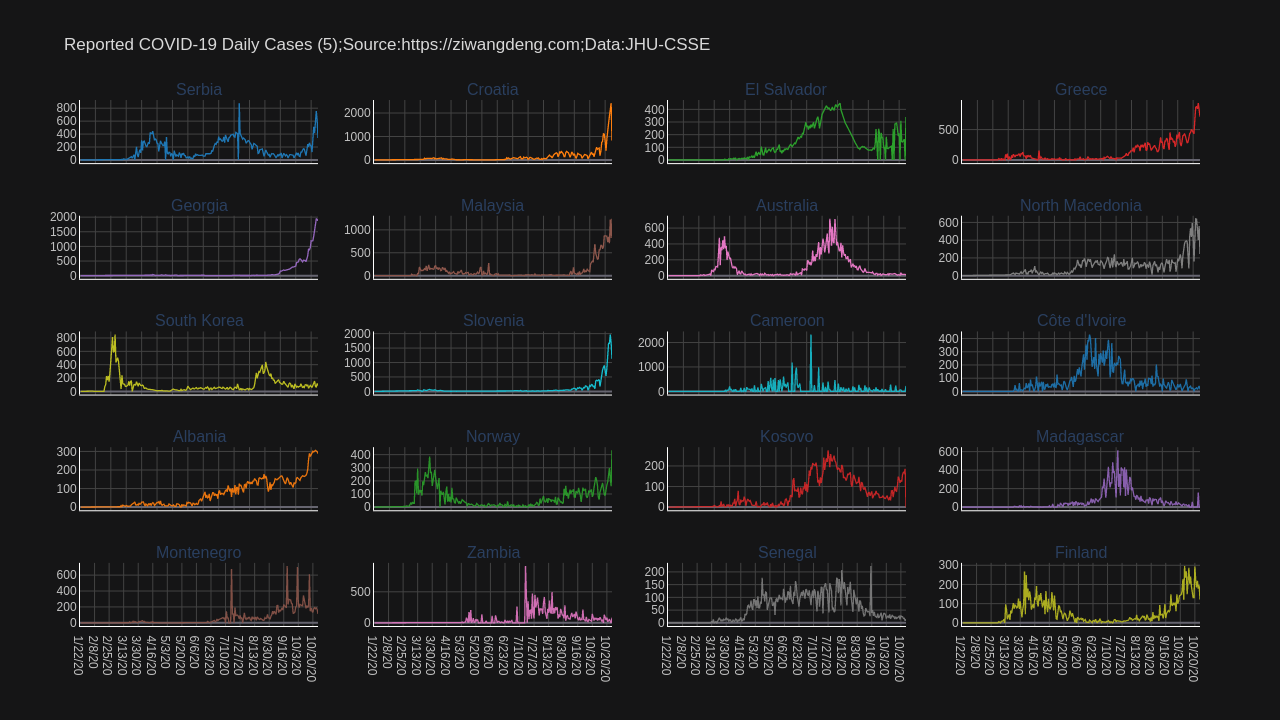 Reported COVID-19 Daily Cases (5);Source:https://ziwangdeng.com;Data:JHU-CSSE
Serbia Croatia El Salvador Greece
800 600 400 200 0
2000 1000 0
400 300 200 100 0
500 0
Georgia Malaysia Australia North Macedonia
2000 1500 1000 500 0
1000 500 0
600 400 200 0
600 400 200 0
South Korea Slovenia Cameroon Côte d'Ivoire
800 600 400 200 0
2000 1500 1000 500 0
2000 1000 0
400 300 200 100 0
Albania Norway Kosovo Madagascar
300 200 100 0
400 300 200 100 0
200 100 0
600 400 200 0
Montenegro Zambia Senegal Finland
600 400 200 0
500 0
200 150 100 50 0
300 200 100 0
1/22/20 2/8/20 2/25/20 3/13/20 3/30/20 4/16/20 5/3/20 5/20/20 6/6/20 6/23/20 7/10/20 7/27/20 8/13/20 8/30/20 9/16/20 10/3/20 10/20/20
1/22/20 2/8/20 2/25/20 3/13/20 3/30/20 4/16/20 5/3/20 5/20/20 6/6/20 6/23/20 7/10/20 7/27/20 8/13/20 8/30/20 9/16/20 10/3/20 10/20/20
1/22/20 2/8/20 2/25/20 3/13/20 3/30/20 4/16/20 5/3/20 5/20/20 6/6/20 6/23/20 7/10/20 7/27/20 8/13/20 8/30/20 9/16/20 10/3/20 10/20/20
1/22/20 2/8/20 2/25/20 3/13/20 3/30/20 4/16/20 5/3/20 5/20/20 6/6/20 6/23/20 7/10/20 7/27/20 8/13/20 8/30/20 9/16/20 10/3/20 10/20/20